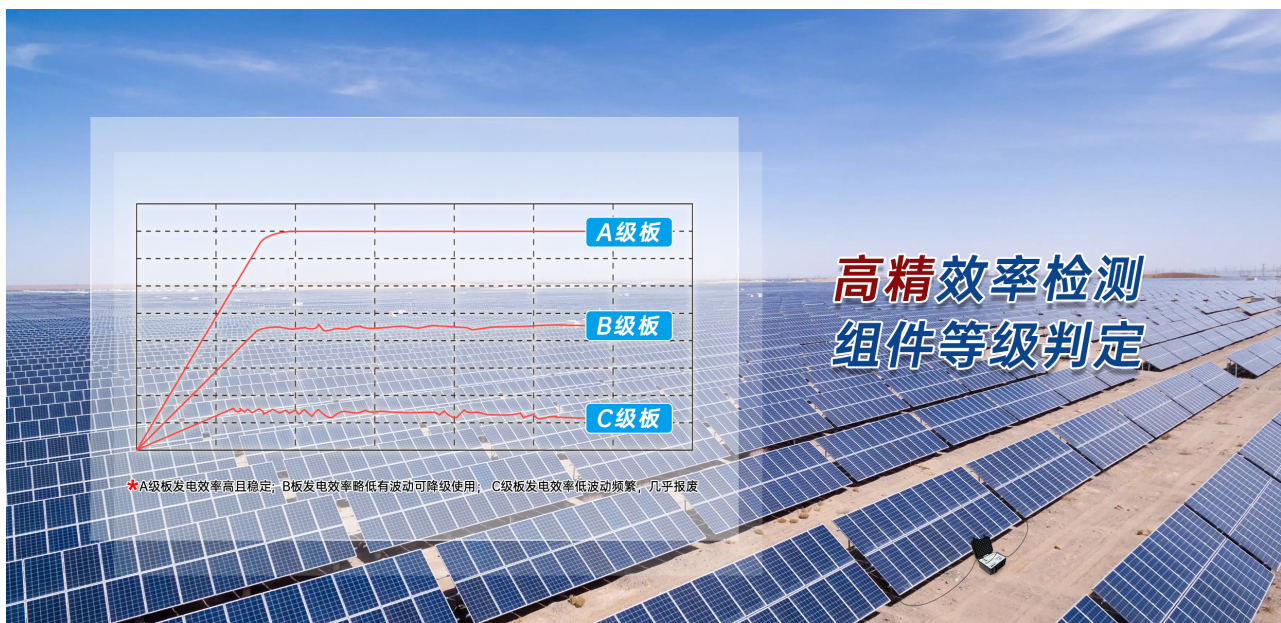 A级板
高精效率检测
B级板
组件等级判定
C级板
*A级板发电效率高且稳定；B板发电效率略低有波动可降级使用； C级板发电效率低波动频繁，几乎报废